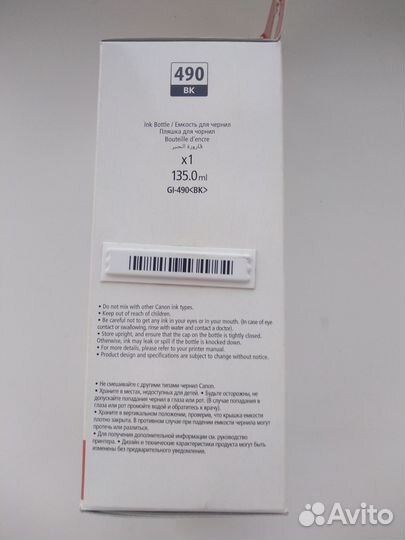 490
BK
Ink Bottle / Емкость для чернил
Пляшка для чорнил
Bouteille d'encre
قارورة الحبر
x1
135.0ml
GI-490<BK>
• Do not mix with other Canon ink types.
• Keep out of reach of children.
• Be careful not to get any ink in your eyes or in your mouth. (In case of eye
contact or swallowing, rinse with water and contact a doctor).
• Store upright, and ensure that the cap on the bottle is tightly closed.
Otherwise, ink may leak or spill if the bottle is knocked down.
• For more details, please refer to your printer manual.
• Product design and specifications are subject to change without notice.
• Не смешивайте с другими типами чернил Canon.
• Храните в местах, недоступных для детей. • Будьте осторожны, не
допускайте попадания чернил в глаза или рот. (В случае попадания в
глаза или рот промойте водой и обратитесь к врачу).
• Храните в вертикальном положении, проверив, что крышка емкости
плотно закрыта. В противном случае при падении емкости чернила могут
протечь или разлиться.
• Для получения дополнительной информации см. руководство
принтера. • Дизайн и технические характеристики продукта могут быть
изменены без предварительного уведомления.
Avito